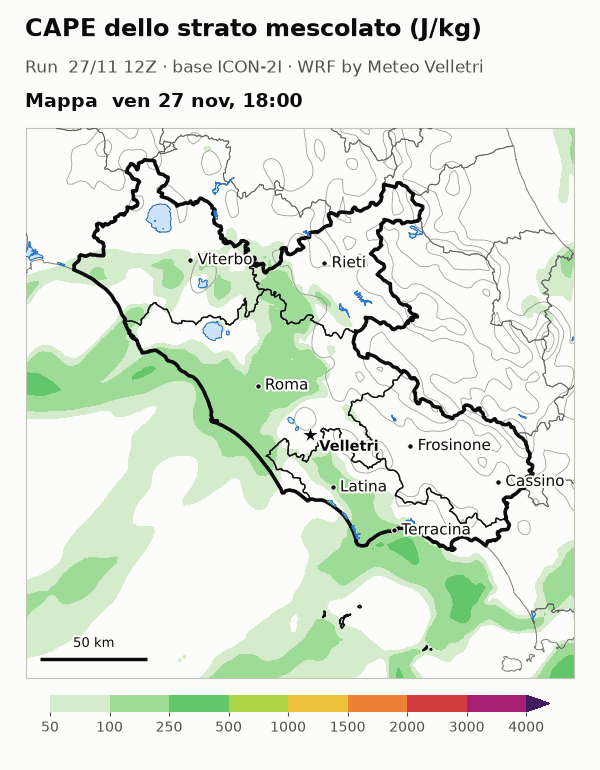 CAPE dello strato mescolato (J/kg)
Run  27/11 12Z · base ICON-2I · WRF by Meteo Velletri
Mappa  ven 27 nov, 18:00
Viterbo
Rieti
Roma
Velletri
Frosinone
Cassino
Latina
Terracina
50 km
50 100 250 500 1000 1500 2000 3000 4000